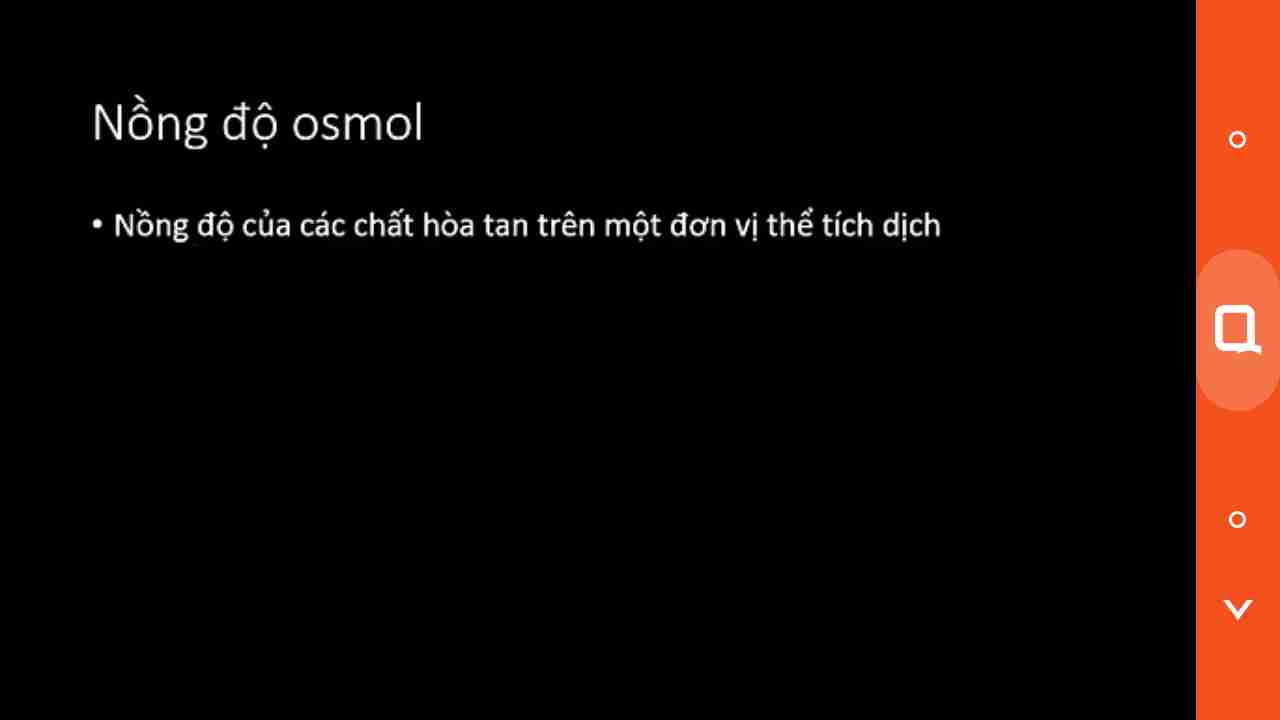 Nồng độ osmol
• Nồng độ của các chất hòa tan trên một đơn vị thể tích dịch